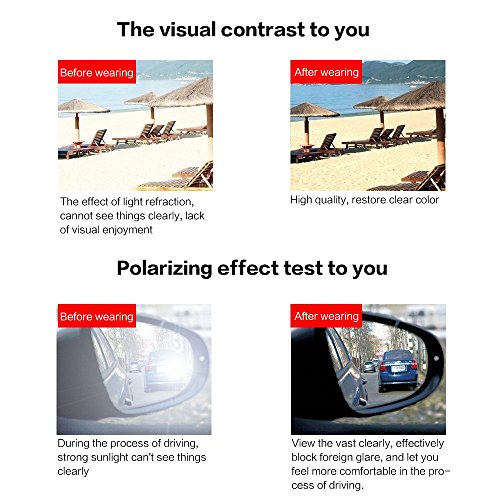 The visual contrast to you
Before wearing
After wearing
The effect of light refraction,
cannot see things clearly, lack
of visual enjoyment
High quality, restore clear color
Polarizing effect test to you
Before wearing
After wearing
During the process of driving,
strong sunlight can't see things
clearly
View the vast clearly, effectively
block foreign glare, and let you
feel more comfortable in the pro-
cess of driving.